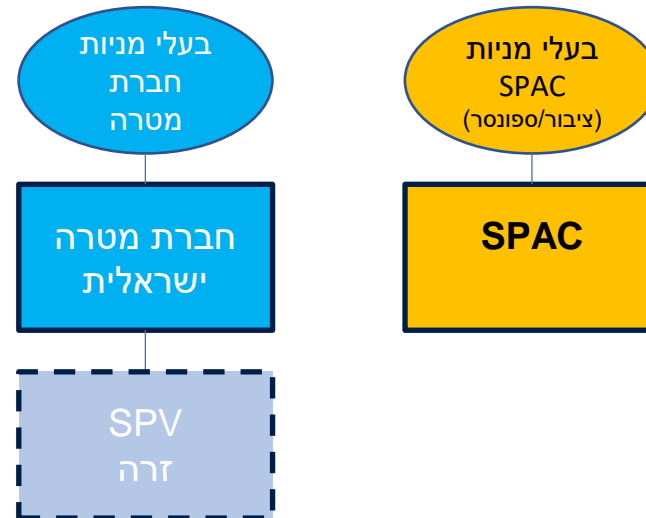 בעלי מניות
חברת
מטרה
בעלי מניות
SPAC
(ציבור/ספונסר)
חברת מטרה
ישראלית
SPAC
SPV
זרה